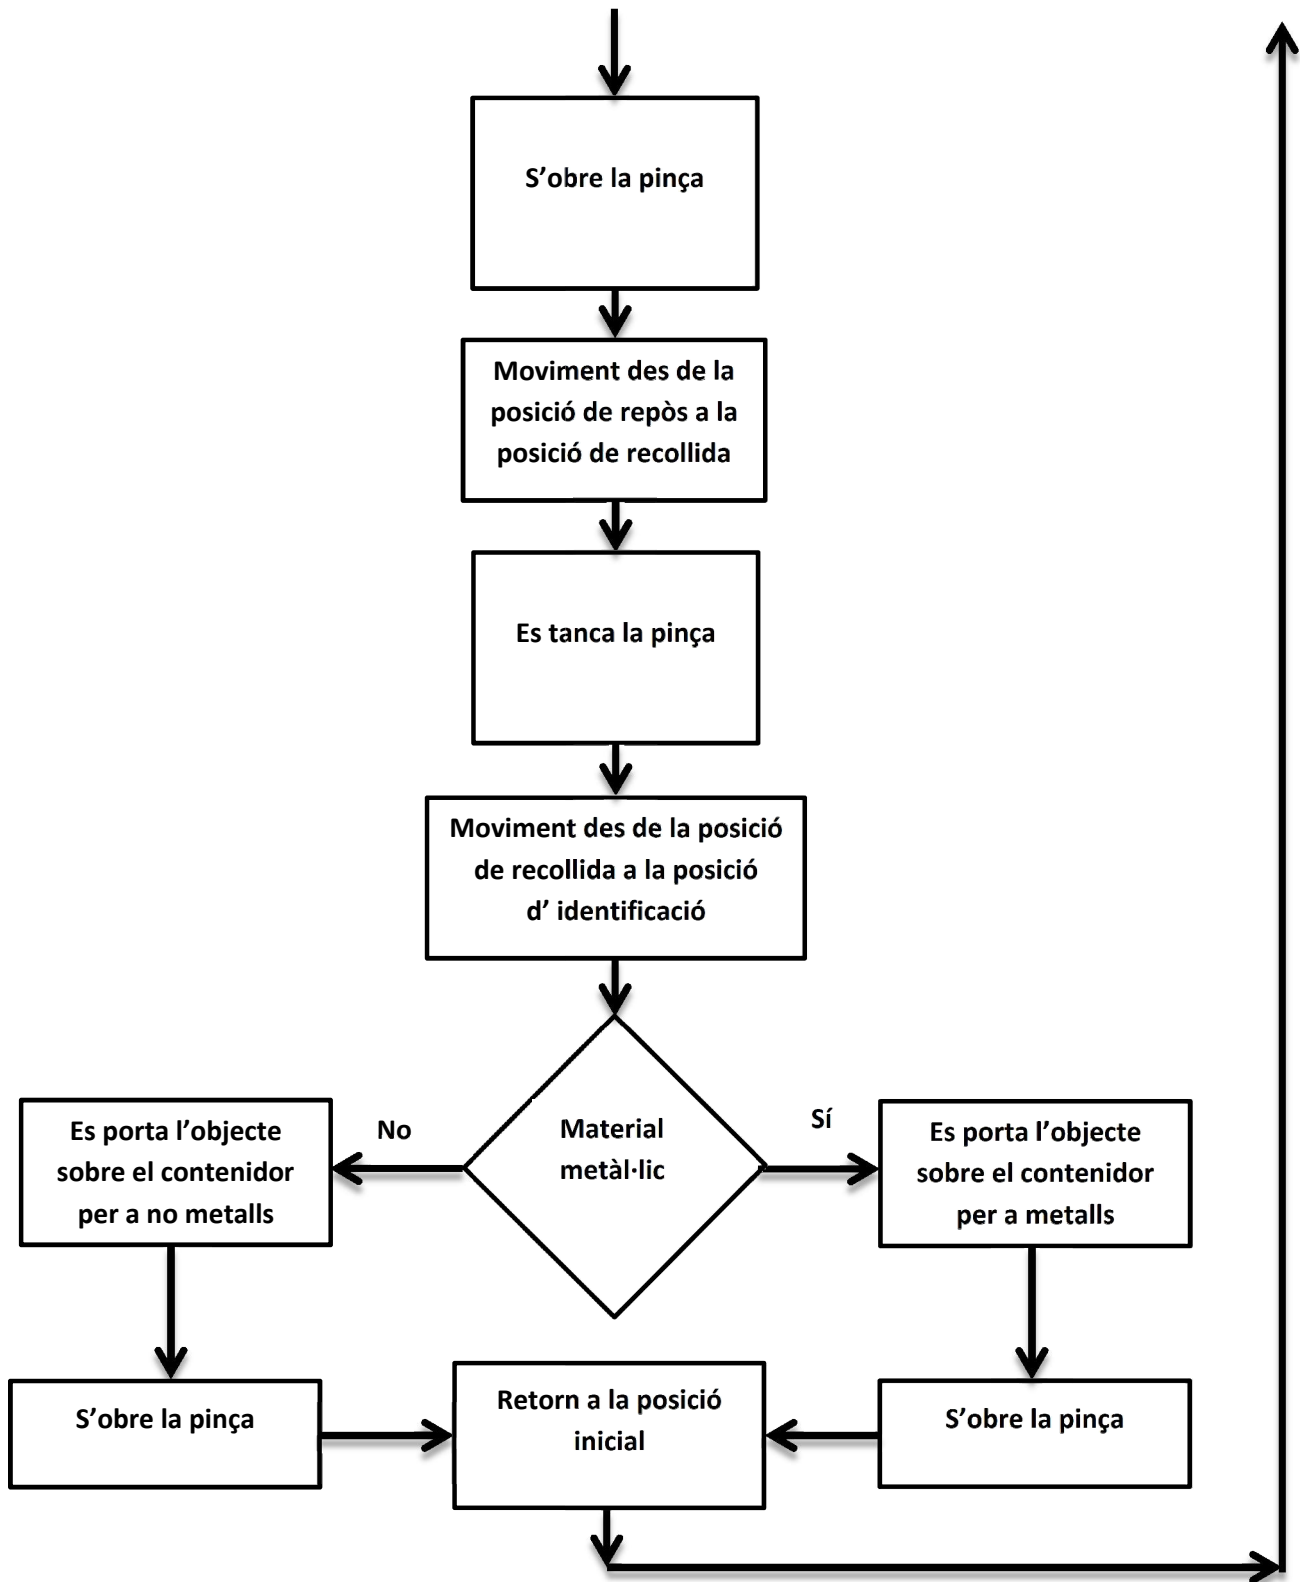 S’obre la pinça
Moviment des de la
posició de repòs a la
posició de recollida
Es tanca la pinça
Moviment des de la posició
de recollida a la posició
d’ identificació
Material
metàl·lic
No
Sí
Es porta l’objecte
sobre el contenidor
per a no metalls
Es porta l’objecte
sobre el contenidor
per a metalls
S’obre la pinça
Retorn a la posició
inicial
S’obre la pinça